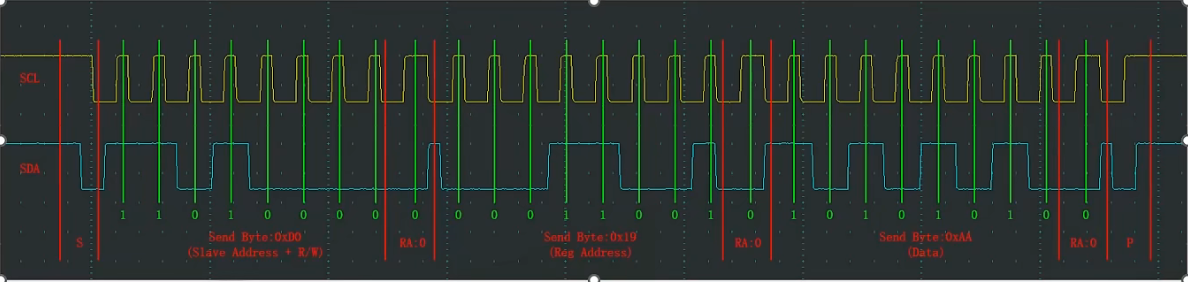 SCL
SDA
1 1 0 1 0 0 0 0 0 0 0 0 1 1 0 0 1 0 1 0 1 0 1 0 1 0 0
S Send Byte:0xD0 RA:0 Send Byte:0x19 RA:0 Send Byte:0xAA RA:0 P
(Slave Address + R/W) (Reg Address) (Data)